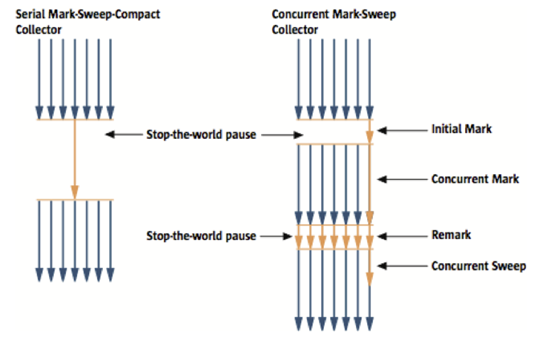 Serial Mark-Sweep-Compact
Collector
Concurrent Mark-Sweep
Collector
Stop-the-world pause
Initial Mark
Concurrent Mark
Stop-the-world pause
Remark
Concurrent Sweep